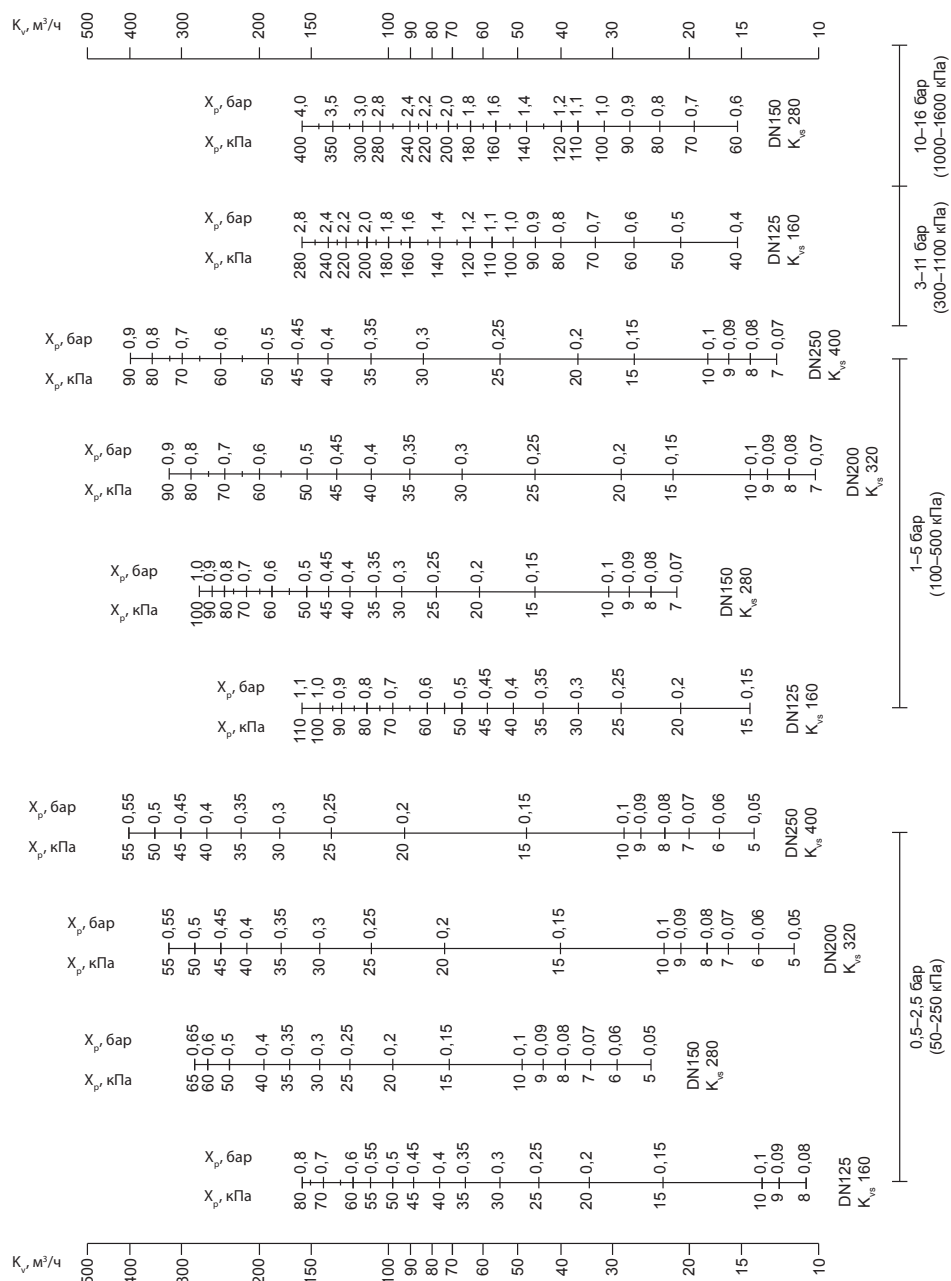 Kv, м³/ч 500 400 300 200 150 100 90 80 70 60 50 40 30 20 15 10
Xp, бар 4,0 3,5 3,0 2,8 2,4 2,2 2,0 1,8 1,6 1,4 1,2 1,1 1,0 0,9 0,8 0,7 0,6
Xp, кПа 400 350 300 280 240 220 200 180 160 140 120 110 100 90 80 70 60
DN150
Kvs 280
10–16 бар
(1000–1600 кПа)
Xp, бар 2,8 2,4 2,2 2,0 1,8 1,6 1,4 1,2 1,1 1,0 0,9 0,8 0,7 0,6 0,5 0,4
Xp, кПа 280 240 220 200 180 160 140 120 110 100 90 80 70 60 50 40
DN125
Kvs 160
3–11 бар
(300–1100 кПа)
Xp, бар 0,9 0,8 0,7 0,6 0,5 0,45 0,4 0,35 0,3 0,25 0,2 0,15 0,1 0,09 0,08 0,07
Xp, кПа 90 80 70 60 50 45 40 35 30 25 20 15 10 9 8 7
DN250
Kvs 400
Xp, бар 0,9 0,8 0,7 0,6 0,5 0,45 0,4 0,35 0,3 0,25 0,2 0,15 0,1 0,09 0,08 0,07
Xp, кПа 90 80 70 60 50 45 40 35 30 25 20 15 10 9 8 7
DN200
Kvs 320
Xp, бар 1,0 0,9 0,8 0,7 0,6 0,5 0,45 0,4 0,35 0,3 0,25 0,2 0,15 0,1 0,09 0,08 0,07
Xp, кПа 100 90 80 70 60 50 45 40 35 30 25 20 15 10 9 8 7
DN150
Kvs 280
Xp, бар 1,1 1,0 0,9 0,8 0,7 0,6 0,5 0,45 0,4 0,35 0,3 0,25 0,2 0,15
Xp, кПа 110 100 90 80 70 60 50 45 40 35 30 25 20 15
DN125
Kvs 160
1–5 бар
(100–500 кПа)
Xp, бар 0,55 0,5 0,45 0,4 0,35 0,3 0,25 0,2 0,15 0,1 0,09 0,08 0,07 0,06 0,05
Xp, кПа 55 50 45 40 35 30 25 20 15 10 9 8 7 6 5
DN250
Kvs 400
Xp, бар 0,55 0,5 0,45 0,4 0,35 0,3 0,25 0,2 0,15 0,1 0,09 0,08 0,07 0,06 0,05
Xp, кПа 55 50 45 40 35 30 25 20 15 10 9 8 7 6 5
DN200
Kvs 320
Xp, бар 0,65 0,6 0,5 0,4 0,35 0,3 0,25 0,2 0,15 0,1 0,09 0,08 0,07 0,06 0,05
Xp, кПа 65 60 50 40 35 30 25 20 15 10 9 8 7 6 5
DN150
Kvs 280
Xp, бар 0,8 0,7 0,6 0,55 0,5 0,45 0,4 0,35 0,3 0,25 0,2 0,15 0,1 0,09 0,08
Xp, кПа 80 70 60 55 50 45 40 35 30 25 20 15 10 9 8
DN125
Kvs 160
0,5–2,5 бар
(50–250 кПа)
Kv, м³/ч 500 400 300 200 150 100 90 80 70 60 50 40 30 20 15 10